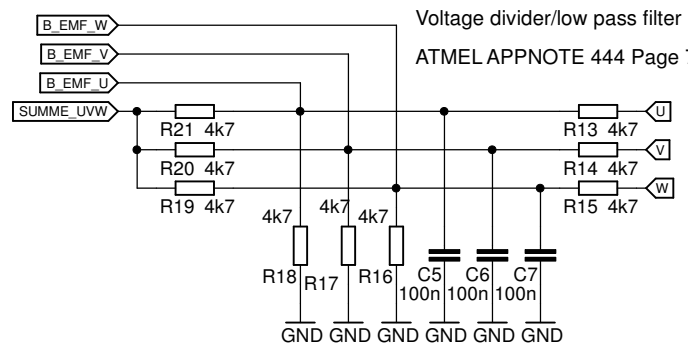 B_EMF_W
Voltage divider/low pass filter
B_EMF_V
ATMEL APPNOTE 444 Page 7
B_EMF_U
SUMME_UVW
U
R21 4k7
R13 4k7
V
R20 4k7
R14 4k7
W
R19 4k7
R15 4k7
4k7
4k7
4k7
R18
R17
R16
C5
C6
C7
100n
100n
100n
GND
GND
GND
GND
GND
GND